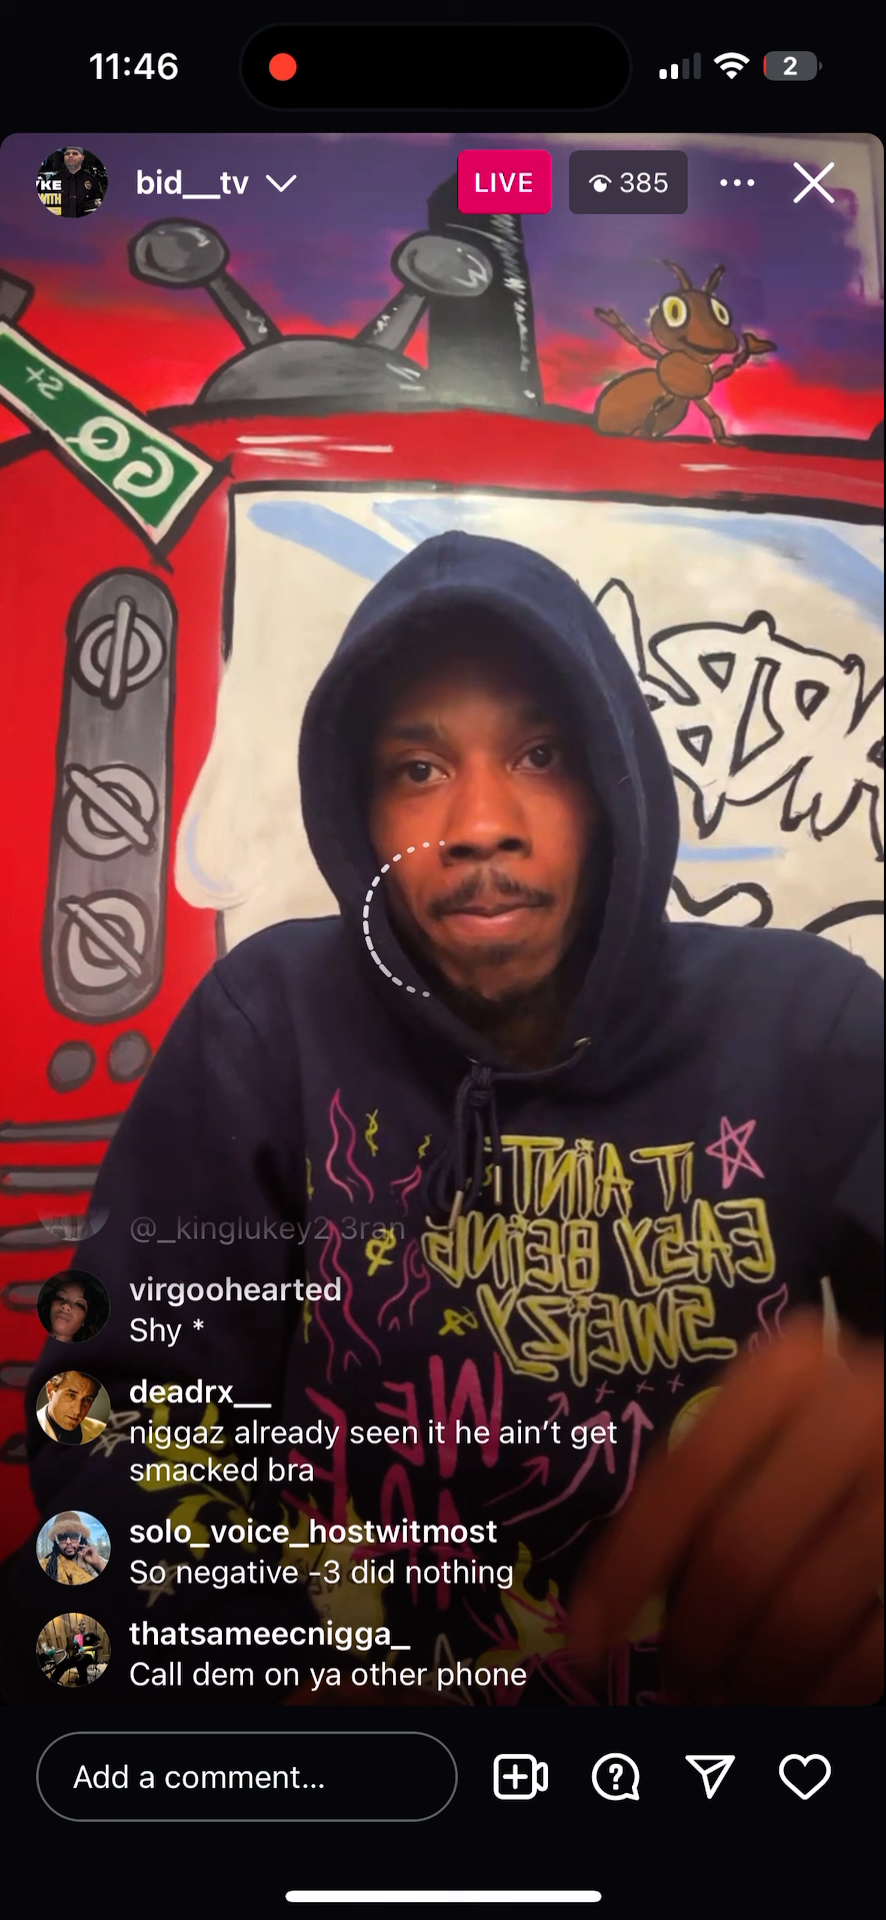 11:46
2
bid__tv
LIVE
385
IT AINT
EASY BEING
SWEIZY
WE
@_kinglukey2 3ran
virgoohearted
Shy *
deadrx__
niggaz already seen it he ain’t get
smacked bra
solo_voice_hostwitmost
So negative -3 did nothing
thatsameecnigga_
Call dem on ya other phone
Add a comment...